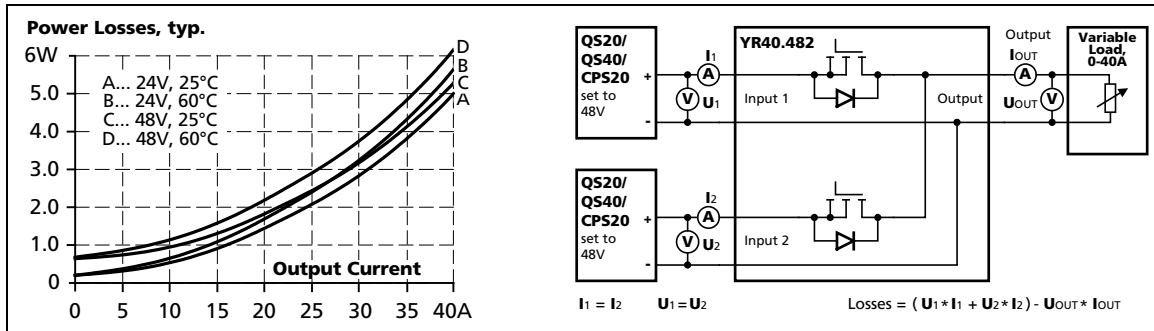 Power Losses, typ.
6W
5.0
4.0
3.0
2.0
1.0
0
A... 24V, 25°C
B... 24V, 60°C
C... 48V, 25°C
D... 48V, 60°C
D
B
C
A
Output Current
0 5 10 15 20 25 30 35 40A
QS20/
QS40/
CPS20
set to
48V
+
-
I1
A
V
U1
YR40.482
Input 1
Output
Output
IOUT
A
UOUT
V
Variable
Load,
0-40A
QS20/
QS40/
CPS20
set to
48V
+
-
I2
A
V
U2
Input 2
I1 = I2 U1 = U2
Losses = ( U1 * I1 + U2 * I2 ) - UOUT * IOUT